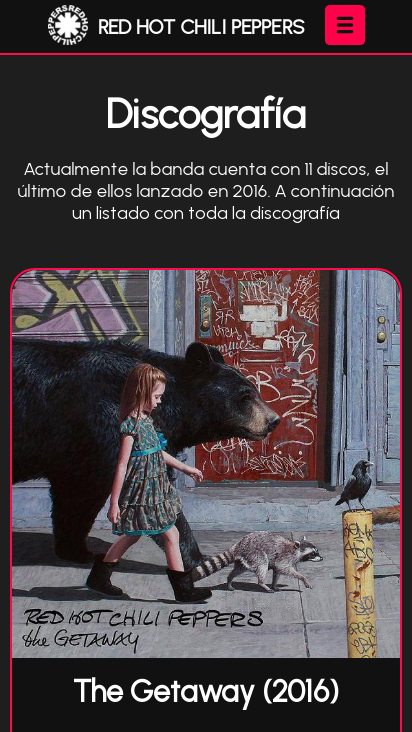 RED HOT CHILI PEPPERS
Discografía
Actualmente la banda cuenta con 11 discos, el
último de ellos lanzado en 2016. A continuación
un listado con toda la discografía
RED HOT CHILI PEPPERS
the GETAWAY
The Getaway (2016)